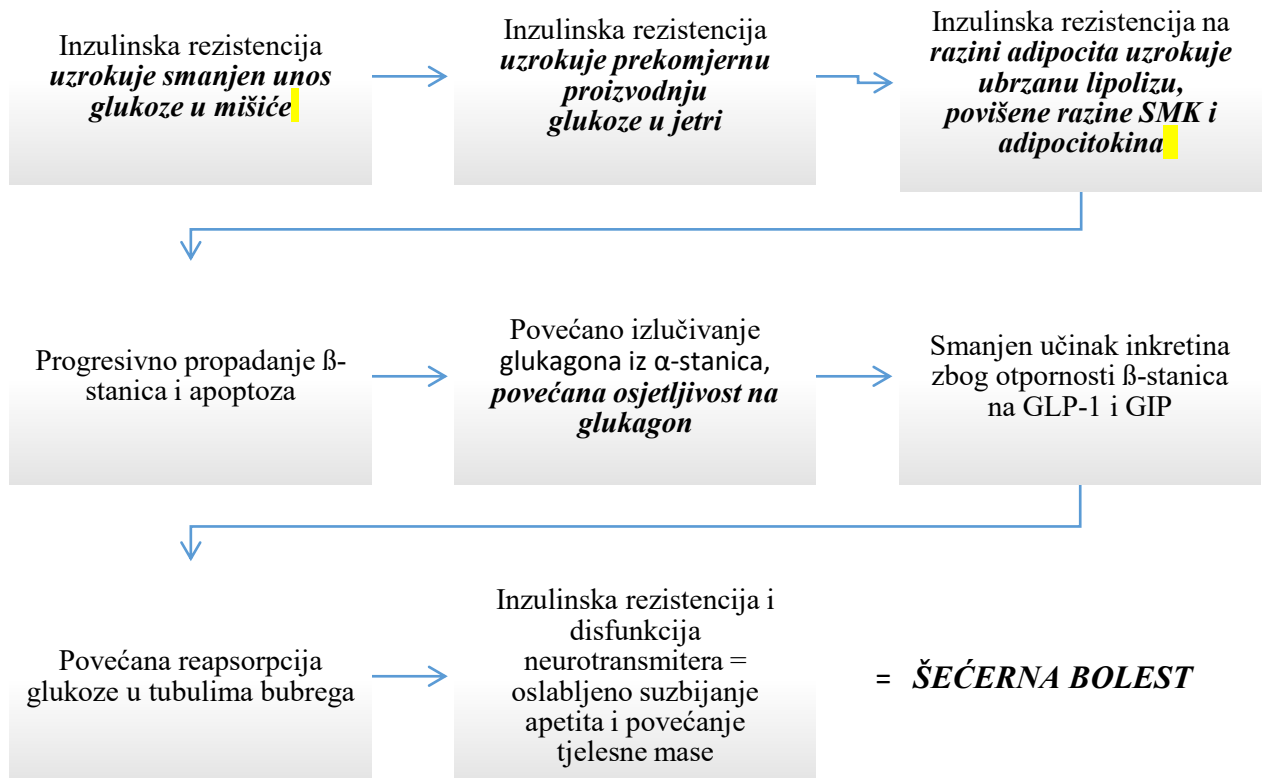 Inzulinska rezistencija
uzrokuje smanjen unos
glukoze u mišiće
Inzulinska rezistencija
uzrokuje prekomjernu
proizvodnju
glukoze u jetri
Inzulinska rezistencija na
razini adipocita uzrokuje
ubrzanu lipolizu,
povišene razine SMK i
adipocitokina
Progresivno propadanje ß-
stanica i apoptoza
Povećano izlučivanje
glukagona iz α-stanica,
povećana osjetljivost na
glukagon
Smanjen učinak inkretina
zbog otpornosti ß-stanica
na GLP-1 i GIP
Povećana reapsorpcija
glukoze u tubulima bubrega
Inzulinska rezistencija i
disfunkcija
neurotransmitera =
oslabljeno suzbijanje
apetita i povećanje
tjelesne mase
= ŠEĆERNA BOLEST